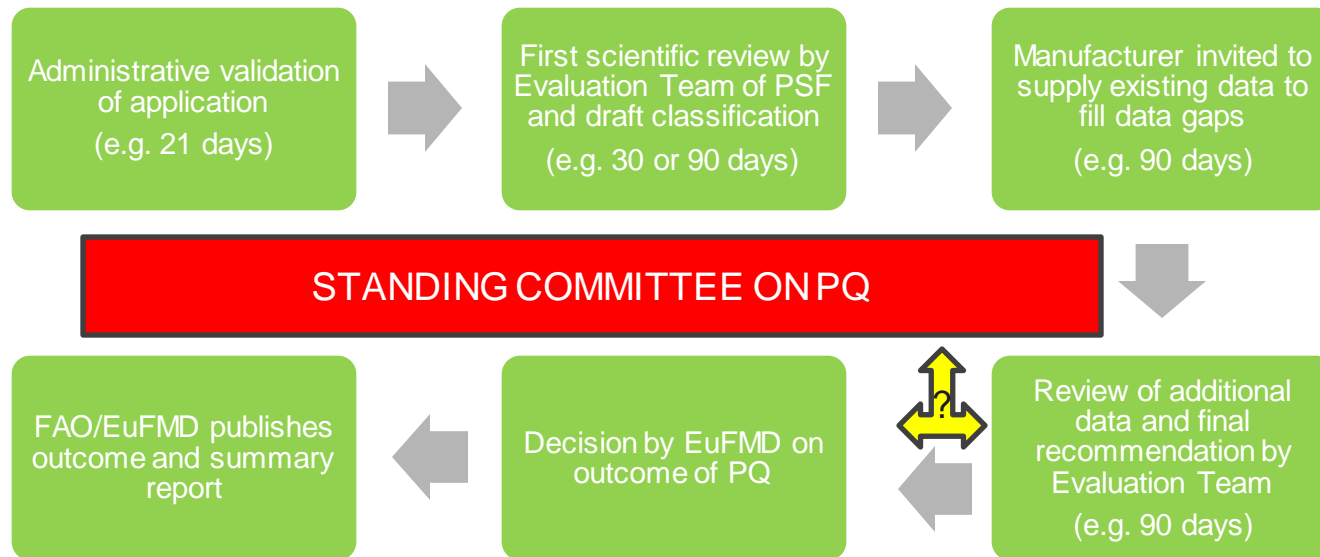 Administrative validation
of application
(e.g. 21 days)
First scientific review by
Evaluation Team of PSF
and draft classification
(e.g. 30 or 90 days)
Manufacturer invited to
supply existing data to
fill data gaps
(e.g. 90 days)
STANDING COMMITTEE ON PQ
?
Review of additional
data and final
recommendation by
Evaluation Team
(e.g. 90 days)
Decision by EuFMD on
outcome of PQ
FAO/EuFMD publishes
outcome and summary
report